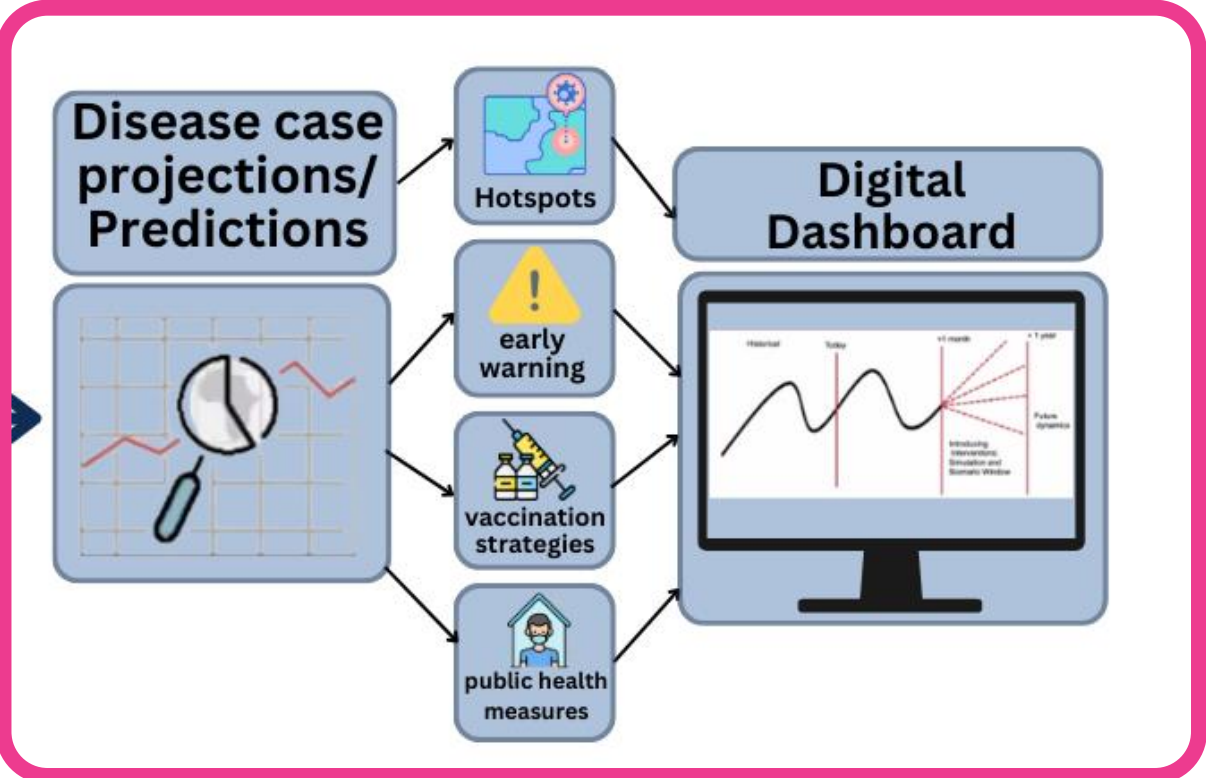 Disease case
projections/
Predictions
Hotspots
early
warning
vaccination
strategies
public health
measures
Digital
Dashboard
Historical
Today
+1 month
+ 1 year
Future
dynamics
Introducing
Interventions:
Simulation and
Scenario Window